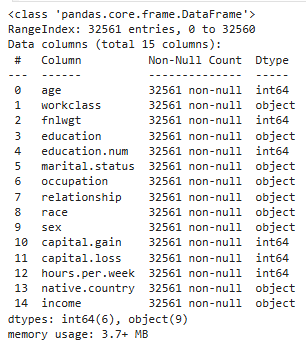 <class 'pandas.core.frame.DataFrame'>
RangeIndex: 32561 entries, 0 to 32560
Data columns (total 15 columns):
 #   Column          Non-Null Count  Dtype
---  ------          --------------  -----
 0   age             32561 non-null  int64
 1   workclass       32561 non-null  object
 2   fnlwgt          32561 non-null  int64
 3   education       32561 non-null  object
 4   education.num   32561 non-null  int64
 5   marital.status  32561 non-null  object
 6   occupation      32561 non-null  object
 7   relationship    32561 non-null  object
 8   race            32561 non-null  object
 9   sex             32561 non-null  object
 10  capital.gain    32561 non-null  int64
 11  capital.loss    32561 non-null  int64
 12  hours.per.week  32561 non-null  int64
 13  native.country  32561 non-null  object
 14  income          32561 non-null  object
dtypes: int64(6), object(9)
memory usage: 3.7+ MB